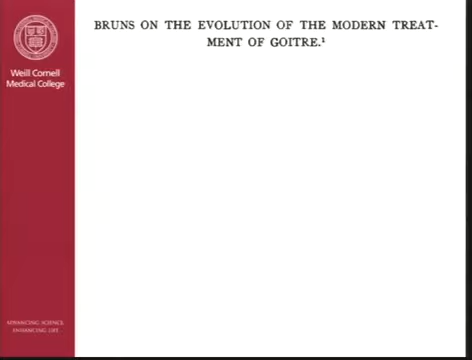 Weill Cornell
Medical College
BRUNS ON THE EVOLUTION OF THE MODERN TREAT-
MENT OF GOITRE.¹
ADVANCING SCIENCE.
ENHANCING LIFE.